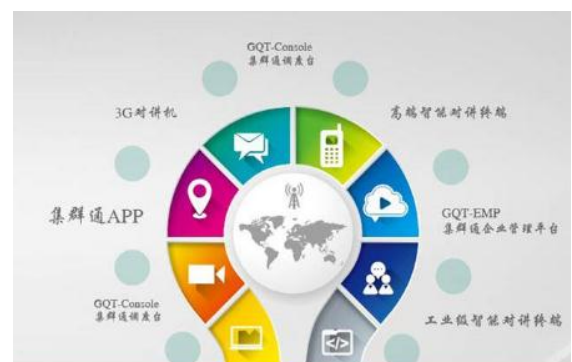 GQT-Console
集群通调度台
3G对讲机
高端智能对讲终端
集群通APP
GQT-EMP
集群通企业管理平台
GQT-Console
集群通调度台
工业级智能对讲终端